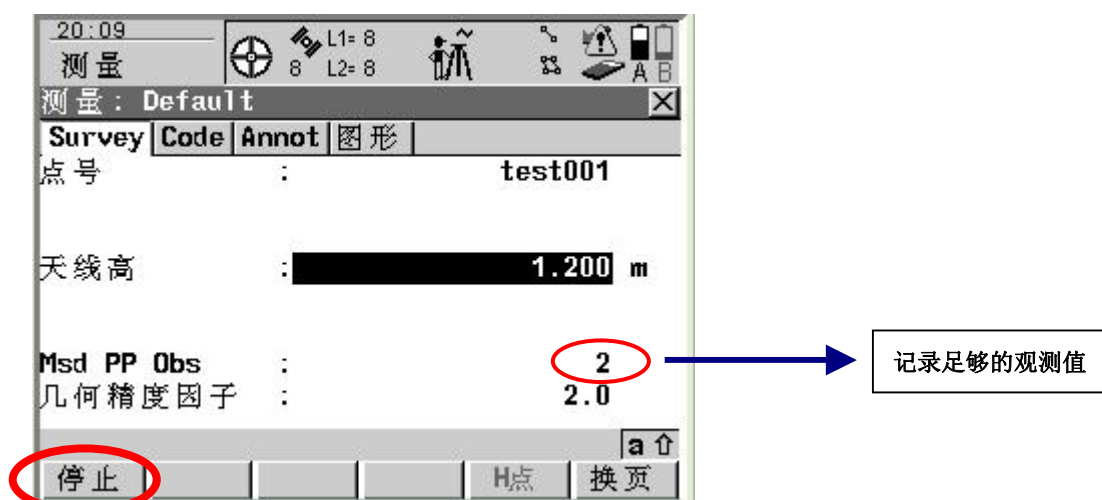 20:09
测量
L1= 8
8 L2= 8
A B
测量: Default
Survey Code Annot 图形
点号 : test001
天线高 : 1.200 m
Msd PP Obs : 2
记录足够的观测值
几何精度因子 : 2.0
a
停止 H点 换页